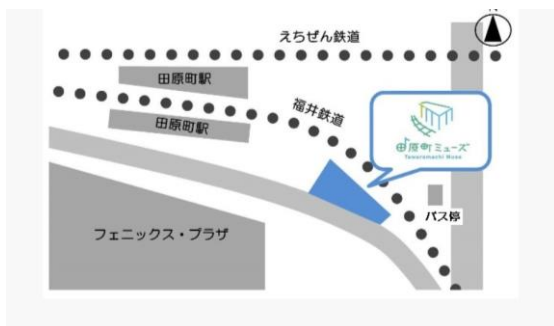 N
えちぜん鉄道
田原町駅
福井鉄道
田原町駅
田原町ミューズ
Tawaramachi Muse
バス停
フェニックス・プラザ